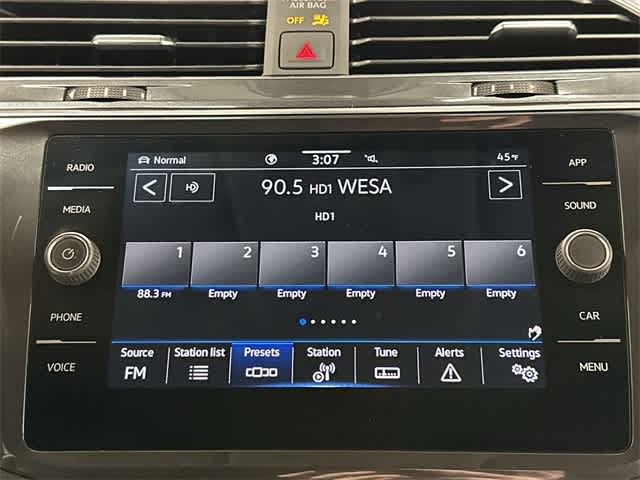 AIR BAG
OFF
RADIO
MEDIA
PHONE
VOICE
Normal 3:07 45°F
90.5 HD1 WESA
HD1
1 2 3 4 5 6
88.3 FM Empty Empty Empty Empty Empty
Source Station list Presets Station Tune Alerts Settings
FM
APP
SOUND
CAR
MENU